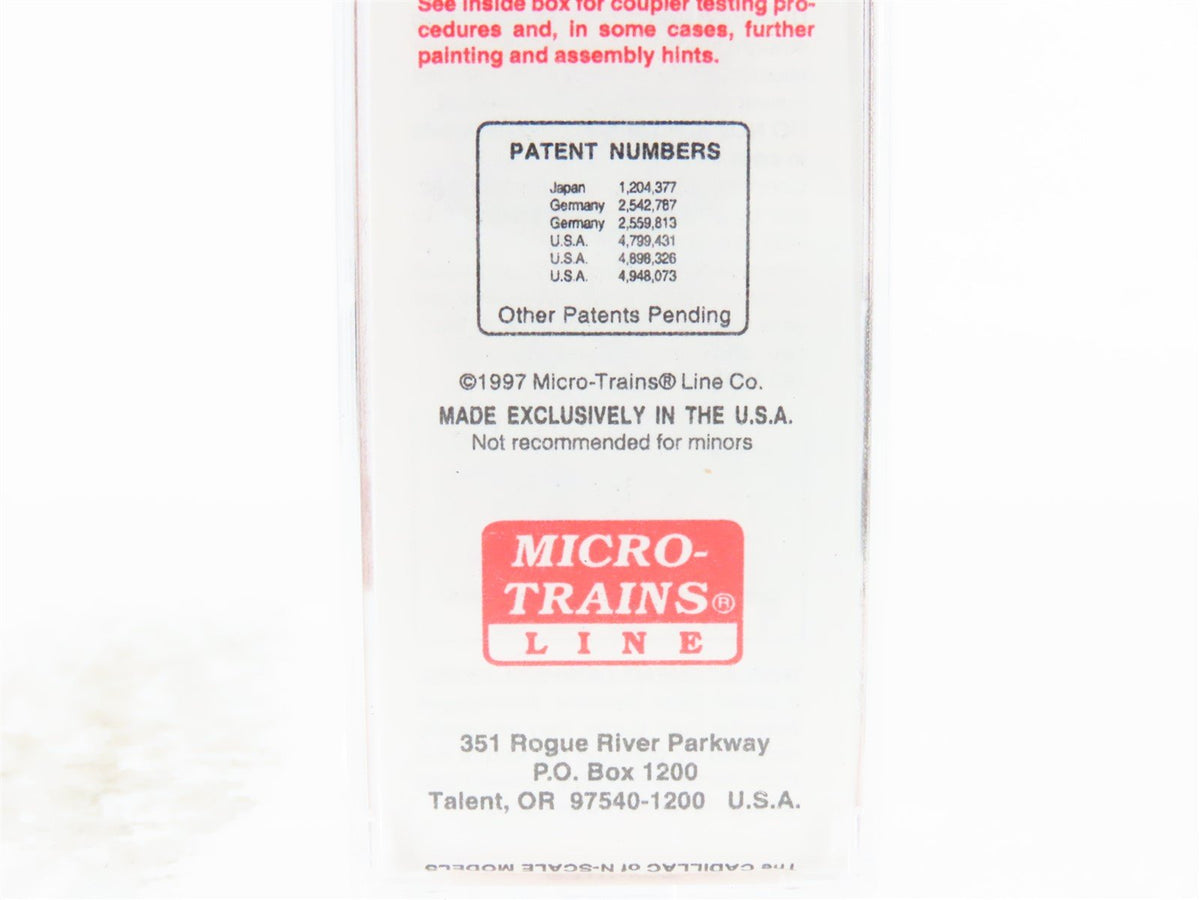 See inside box for coupler testing pro-
cedures and, in some cases, further
painting and assembly hints.
PATENT NUMBERS
Japan 1,204,377
Germany 2,542,787
Germany 2,559,813
U.S.A. 4,799,431
U.S.A. 4,898,326
U.S.A. 4,948,073
Other Patents Pending
©1997 Micro-Trains® Line Co.
MADE EXCLUSIVELY IN THE U.S.A.
Not recommended for minors
MICRO-
TRAINS®
LINE
351 Rogue River Parkway
P.O. Box 1200
Talent, OR 97540-1200 U.S.A.
The CADILLAC of N-SCALE MODELS